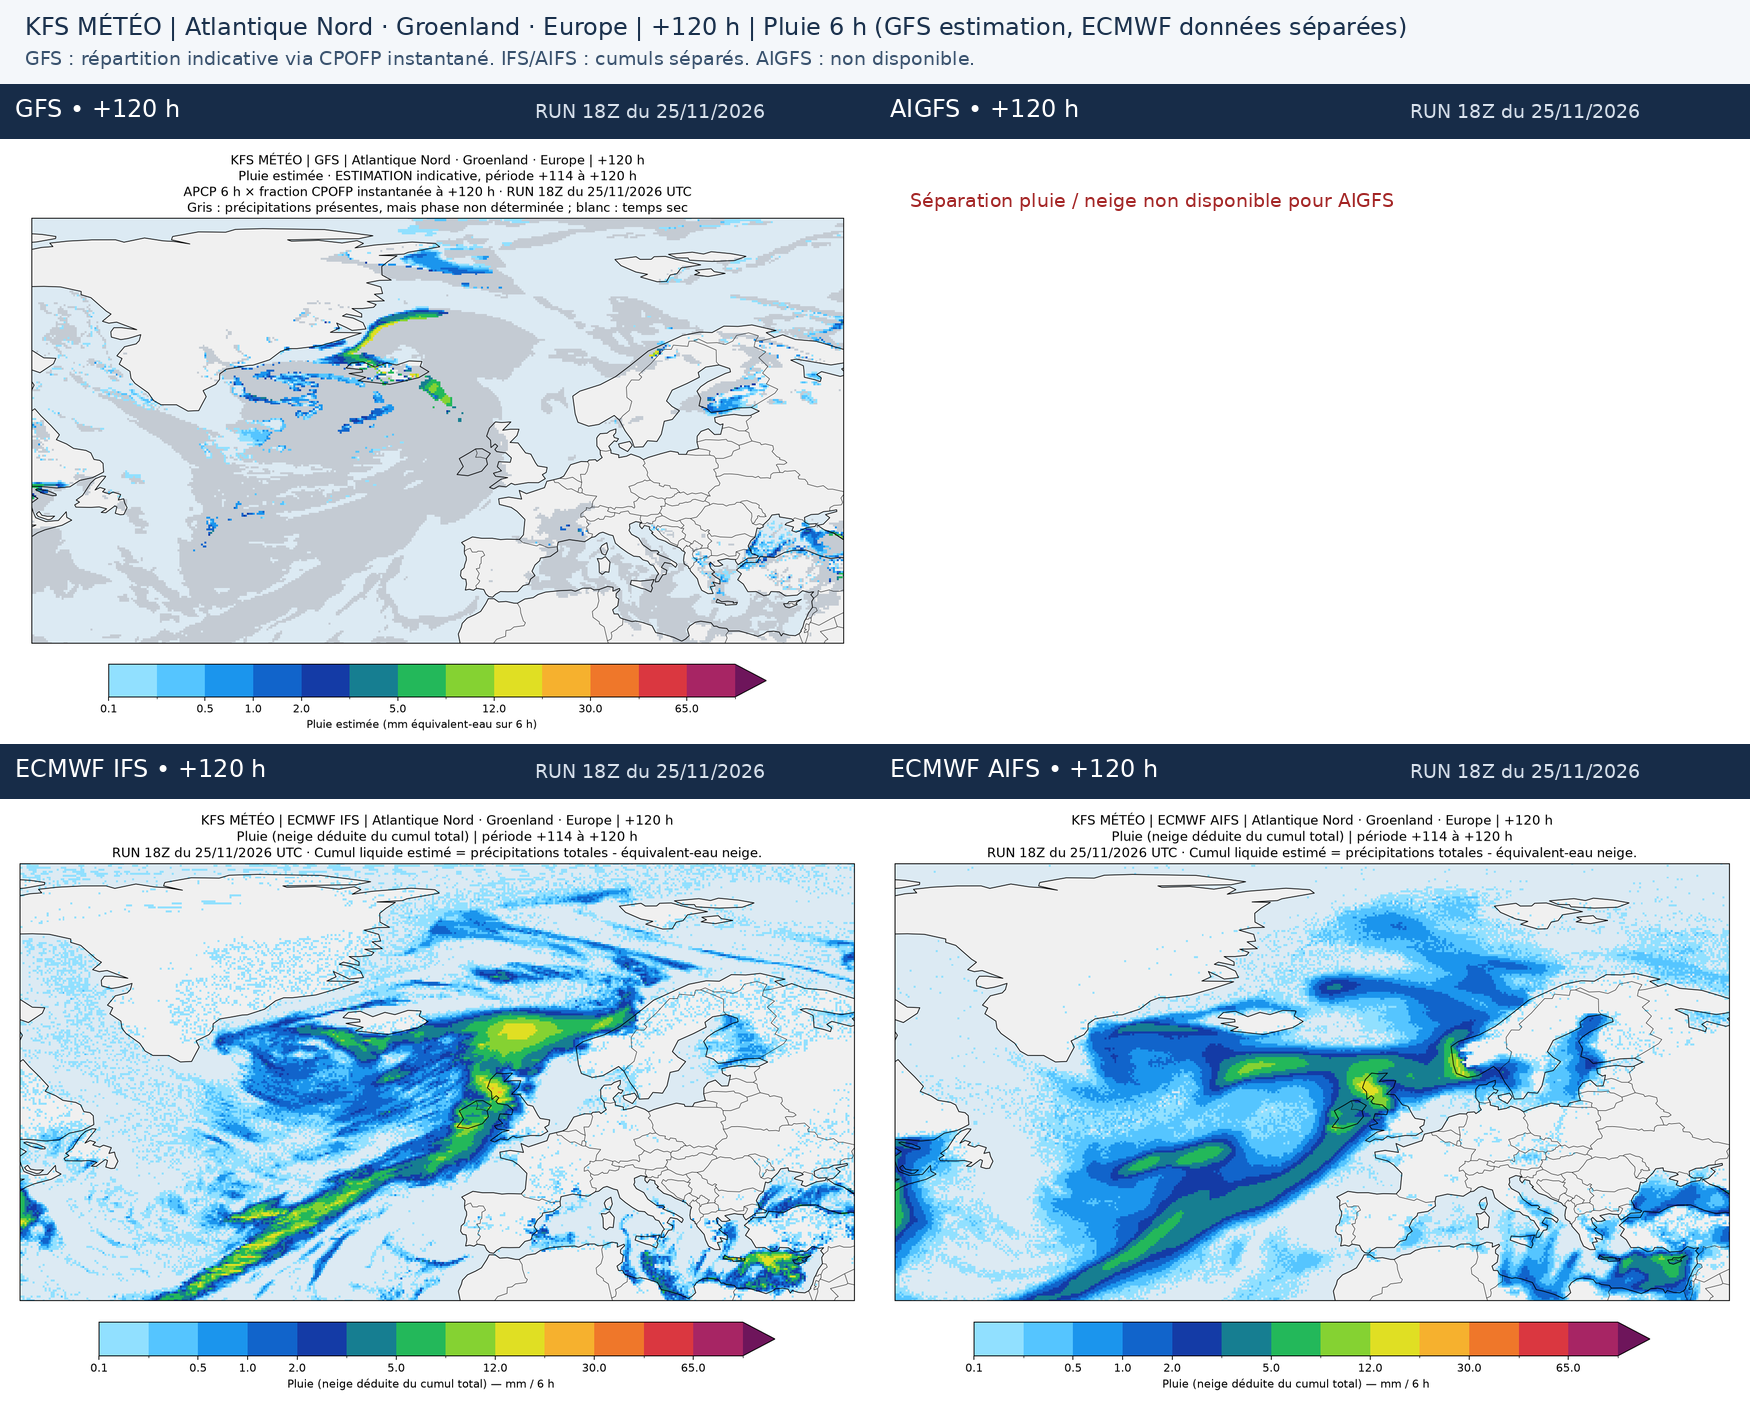 KFS MÉTÉO | Atlantique Nord · Groenland · Europe | +120 h | Pluie 6 h (GFS estimation, ECMWF données séparées)
GFS : répartition indicative via CPOFP instantané. IFS/AIFS : cumuls séparés. AIGFS : non disponible.
GFS • +120 h
RUN 18Z du 25/11/2026
AIGFS • +120 h
RUN 18Z du 25/11/2026
KFS MÉTÉO | GFS | Atlantique Nord · Groenland · Europe | +120 h
Pluie estimée · ESTIMATION indicative, période +114 à +120 h
APCP 6 h × fraction CPOFP instantanée à +120 h · RUN 18Z du 25/11/2026 UTC
Gris : précipitations présentes, mais phase non déterminée ; blanc : temps sec
Séparation pluie / neige non disponible pour AIGFS
0.1 0.5 1.0 2.0 5.0 12.0 30.0 65.0
Pluie estimée (mm équivalent-eau sur 6 h)
ECMWF IFS • +120 h
RUN 18Z du 25/11/2026
ECMWF AIFS • +120 h
RUN 18Z du 25/11/2026
KFS MÉTÉO | ECMWF IFS | Atlantique Nord · Groenland · Europe | +120 h
Pluie (neige déduite du cumul total) | période +114 à +120 h
RUN 18Z du 25/11/2026 UTC · Cumul liquide estimé = précipitations totales - équivalent-eau neige.
0.1 0.5 1.0 2.0 5.0 12.0 30.0 65.0
Pluie (neige déduite du cumul total) — mm / 6 h
KFS MÉTÉO | ECMWF AIFS | Atlantique Nord · Groenland · Europe | +120 h
Pluie (neige déduite du cumul total) | période +114 à +120 h
RUN 18Z du 25/11/2026 UTC · Cumul liquide estimé = précipitations totales - équivalent-eau neige.
0.1 0.5 1.0 2.0 5.0 12.0 30.0 65.0
Pluie (neige déduite du cumul total) — mm / 6 h